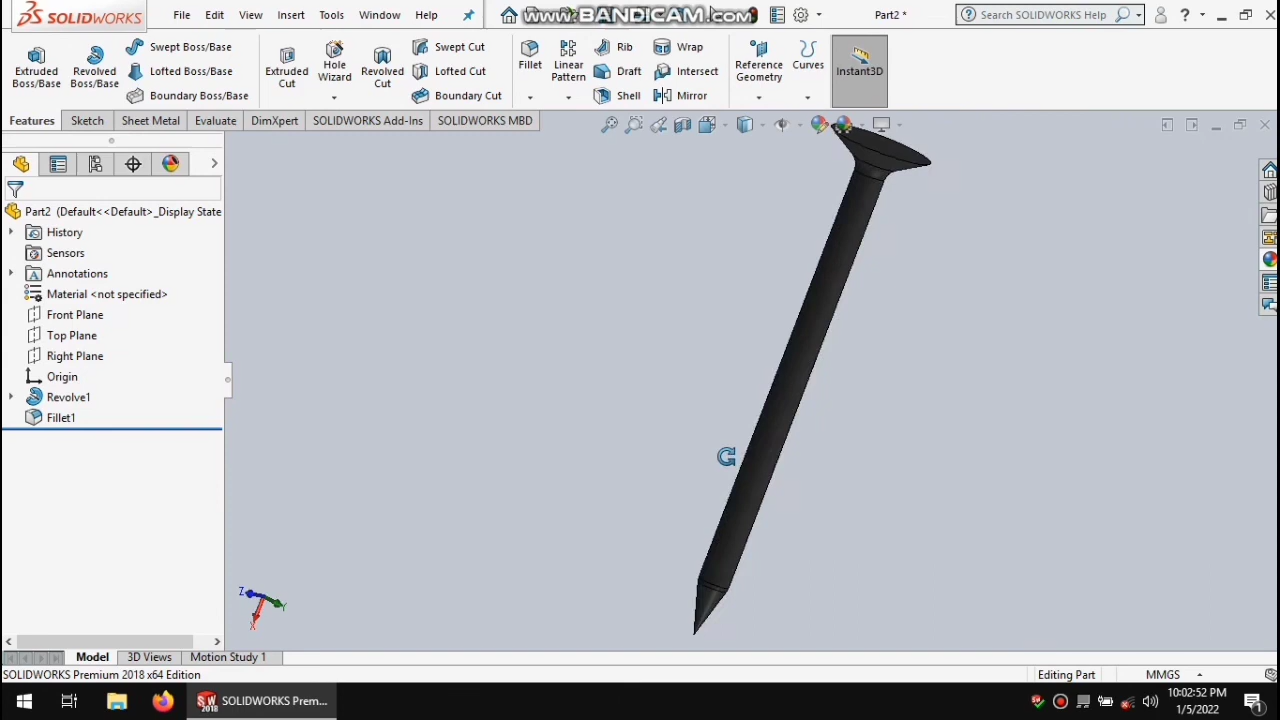 SOLIDWORKS File Edit View Insert Tools Window Help www.BANDICAM.com Part2 * Search SOLIDWORKS Help ?
Extruded Boss/Base
Revolved Boss/Base
Swept Boss/Base
Lofted Boss/Base
Boundary Boss/Base
Extruded Cut
Hole Wizard
Revolved Cut
Swept Cut
Lofted Cut
Boundary Cut
Fillet
Linear Pattern
Rib
Draft
Shell
Wrap
Intersect
Mirror
Reference Geometry
Curves
Instant3D
Features Sketch Sheet Metal Evaluate DimXpert SOLIDWORKS Add-Ins SOLIDWORKS MBD
Part2 (Default<<Default>_Display State
History
Sensors
Annotations
Material <not specified>
Front Plane
Top Plane
Right Plane
Origin
Revolve1
Fillet1
Z
Y
X
Model 3D Views Motion Study 1
SOLIDWORKS Premium 2018 x64 Edition Editing Part MMGS
SW 2018 SOLIDWORKS Prem... 10:02:52 PM
1/5/2022
1